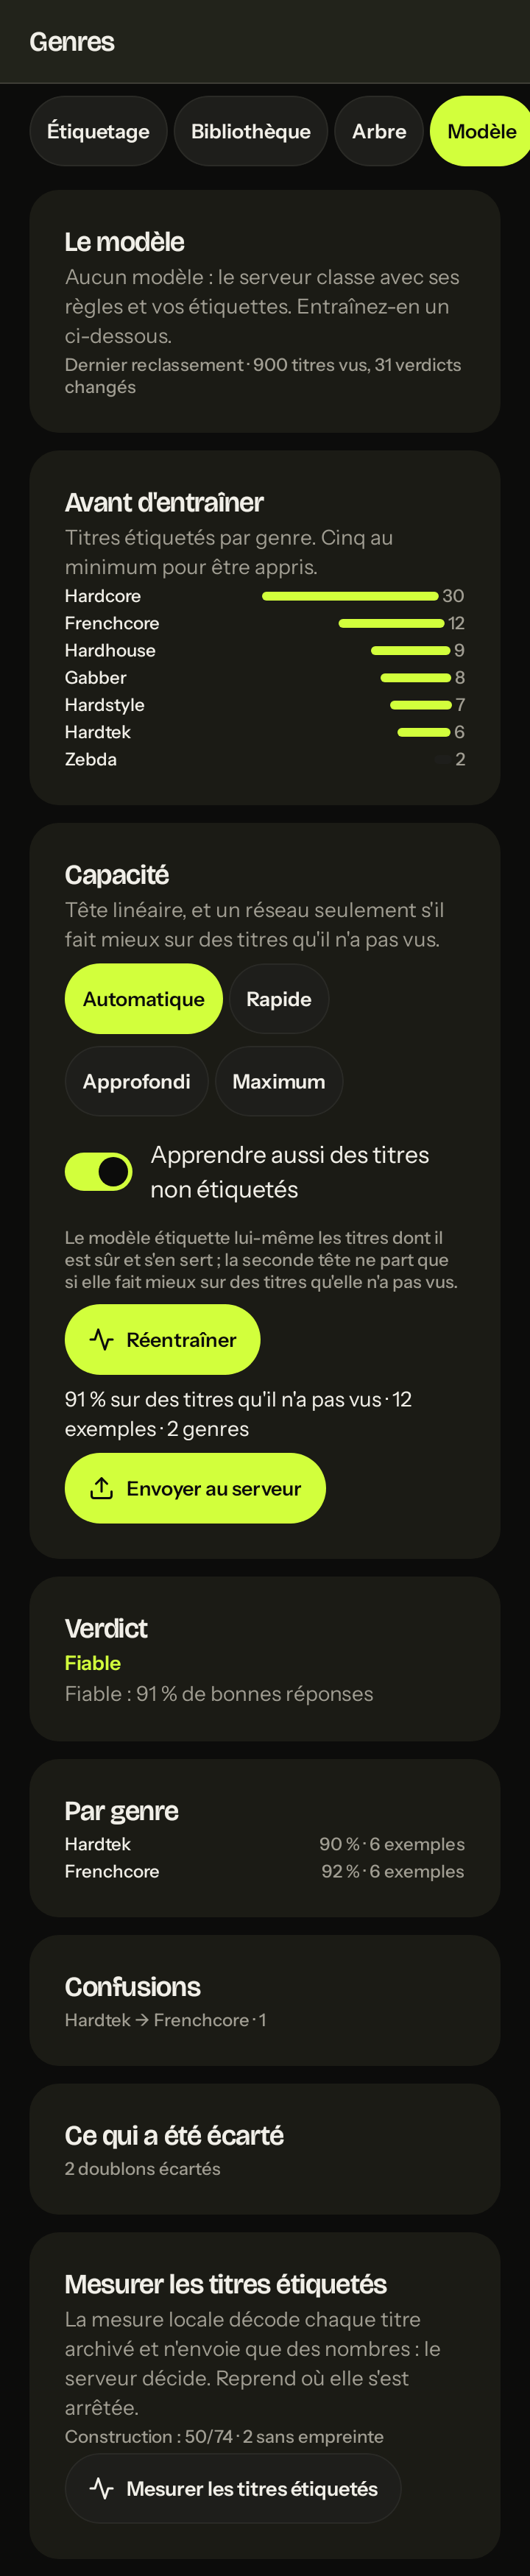 Genres
Étiquetage
Bibliothèque
Arbre
Modèle
Le modèle
Aucun modèle : le serveur classe avec ses
règles et vos étiquettes. Entraînez-en un
ci-dessous.
Dernier reclassement · 900 titres vus, 31 verdicts
changés
Avant d'entraîner
Titres étiquetés par genre. Cinq au
minimum pour être appris.
Hardcore 30
Frenchcore 12
Hardhouse 9
Gabber 8
Hardstyle 7
Hardtek 6
Zebda 2
Capacité
Tête linéaire, et un réseau seulement s'il
fait mieux sur des titres qu'il n'a pas vus.
Automatique
Rapide
Approfondi
Maximum
Apprendre aussi des titres
non étiquetés
Le modèle étiquette lui-même les titres dont il
est sûr et s'en sert ; la seconde tête ne part que
si elle fait mieux sur des titres qu'elle n'a pas vus.
Réentraîner
91 % sur des titres qu'il n'a pas vus · 12
exemples · 2 genres
Envoyer au serveur
Verdict
Fiable
Fiable : 91 % de bonnes réponses
Par genre
Hardtek 90 % · 6 exemples
Frenchcore 92 % · 6 exemples
Confusions
Hardtek → Frenchcore · 1
Ce qui a été écarté
2 doublons écartés
Mesurer les titres étiquetés
La mesure locale décode chaque titre
archivé et n'envoie que des nombres : le
serveur décide. Reprend où elle s'est
arrêtée.
Construction : 50/74 · 2 sans empreinte
Mesurer les titres étiquetés